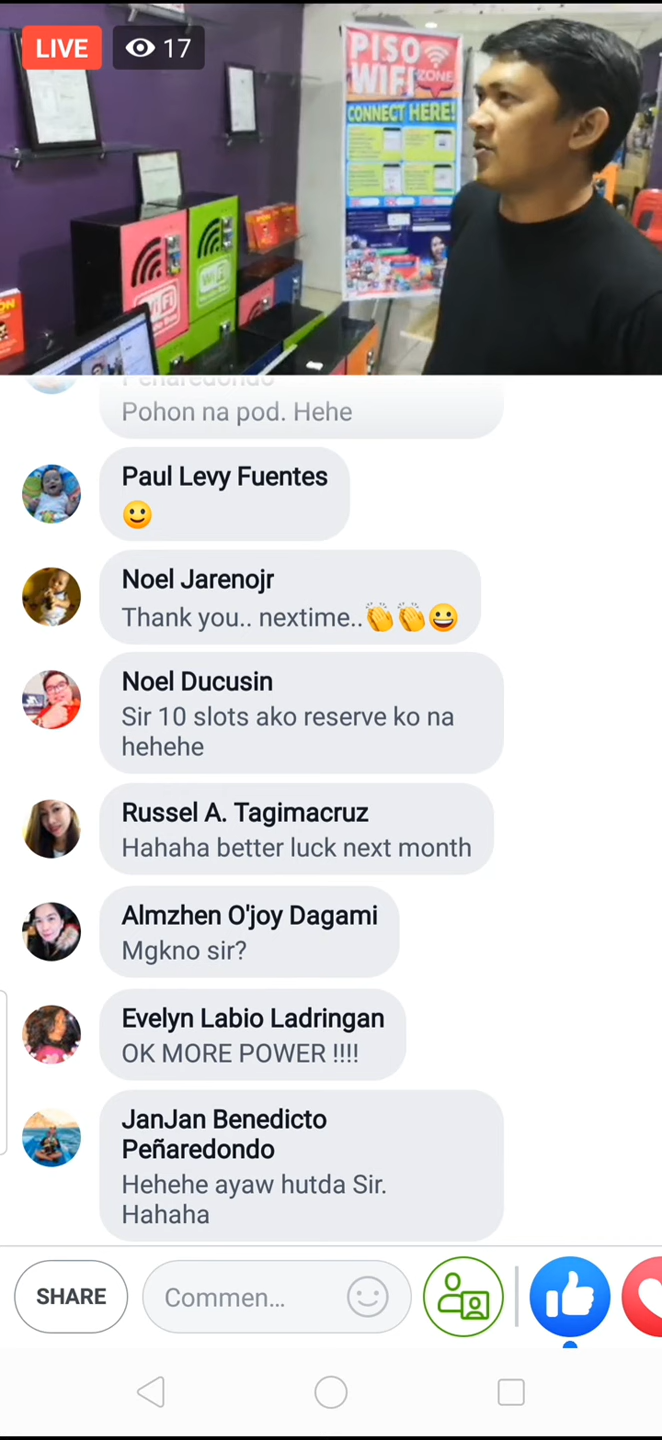 LIVE
17
PISO
WIFI ZONE
CONNECT HERE!
WiFi
WiFi
Peñaredondo
Pohon na pod. Hehe
Paul Levy Fuentes
🙂
Noel Jarenojr
Thank you.. nextime..👏👏😀
Noel Ducusin
Sir 10 slots ako reserve ko na
hehehe
Russel A. Tagimacruz
Hahaha better luck next month
Almzhen O'joy Dagami
Mgkno sir?
Evelyn Labio Ladringan
OK MORE POWER !!!!
JanJan Benedicto
Peñaredondo
Hehehe ayaw hutda Sir.
Hahaha
SHARE
Commen...